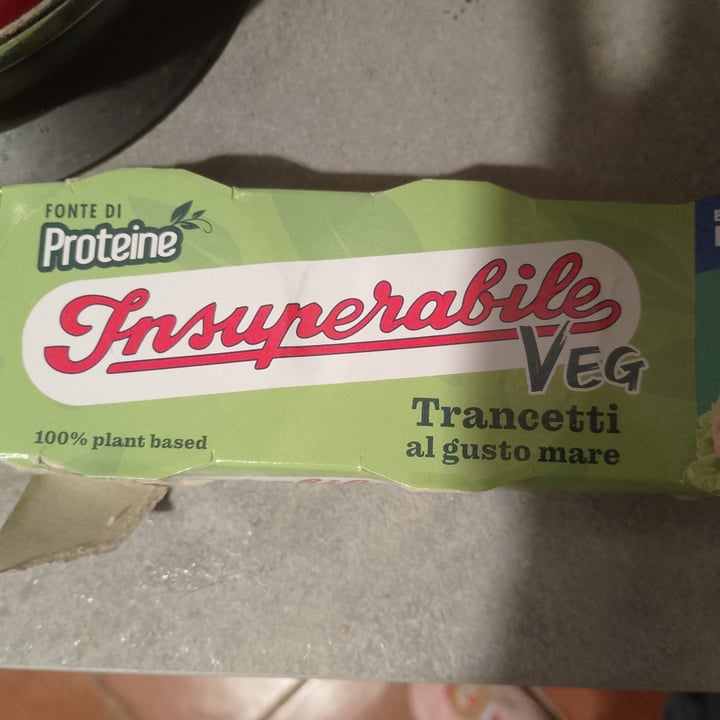 FONTE DI
Proteine
Insuperabile
VEG
Trancetti
al gusto mare
100% plant based